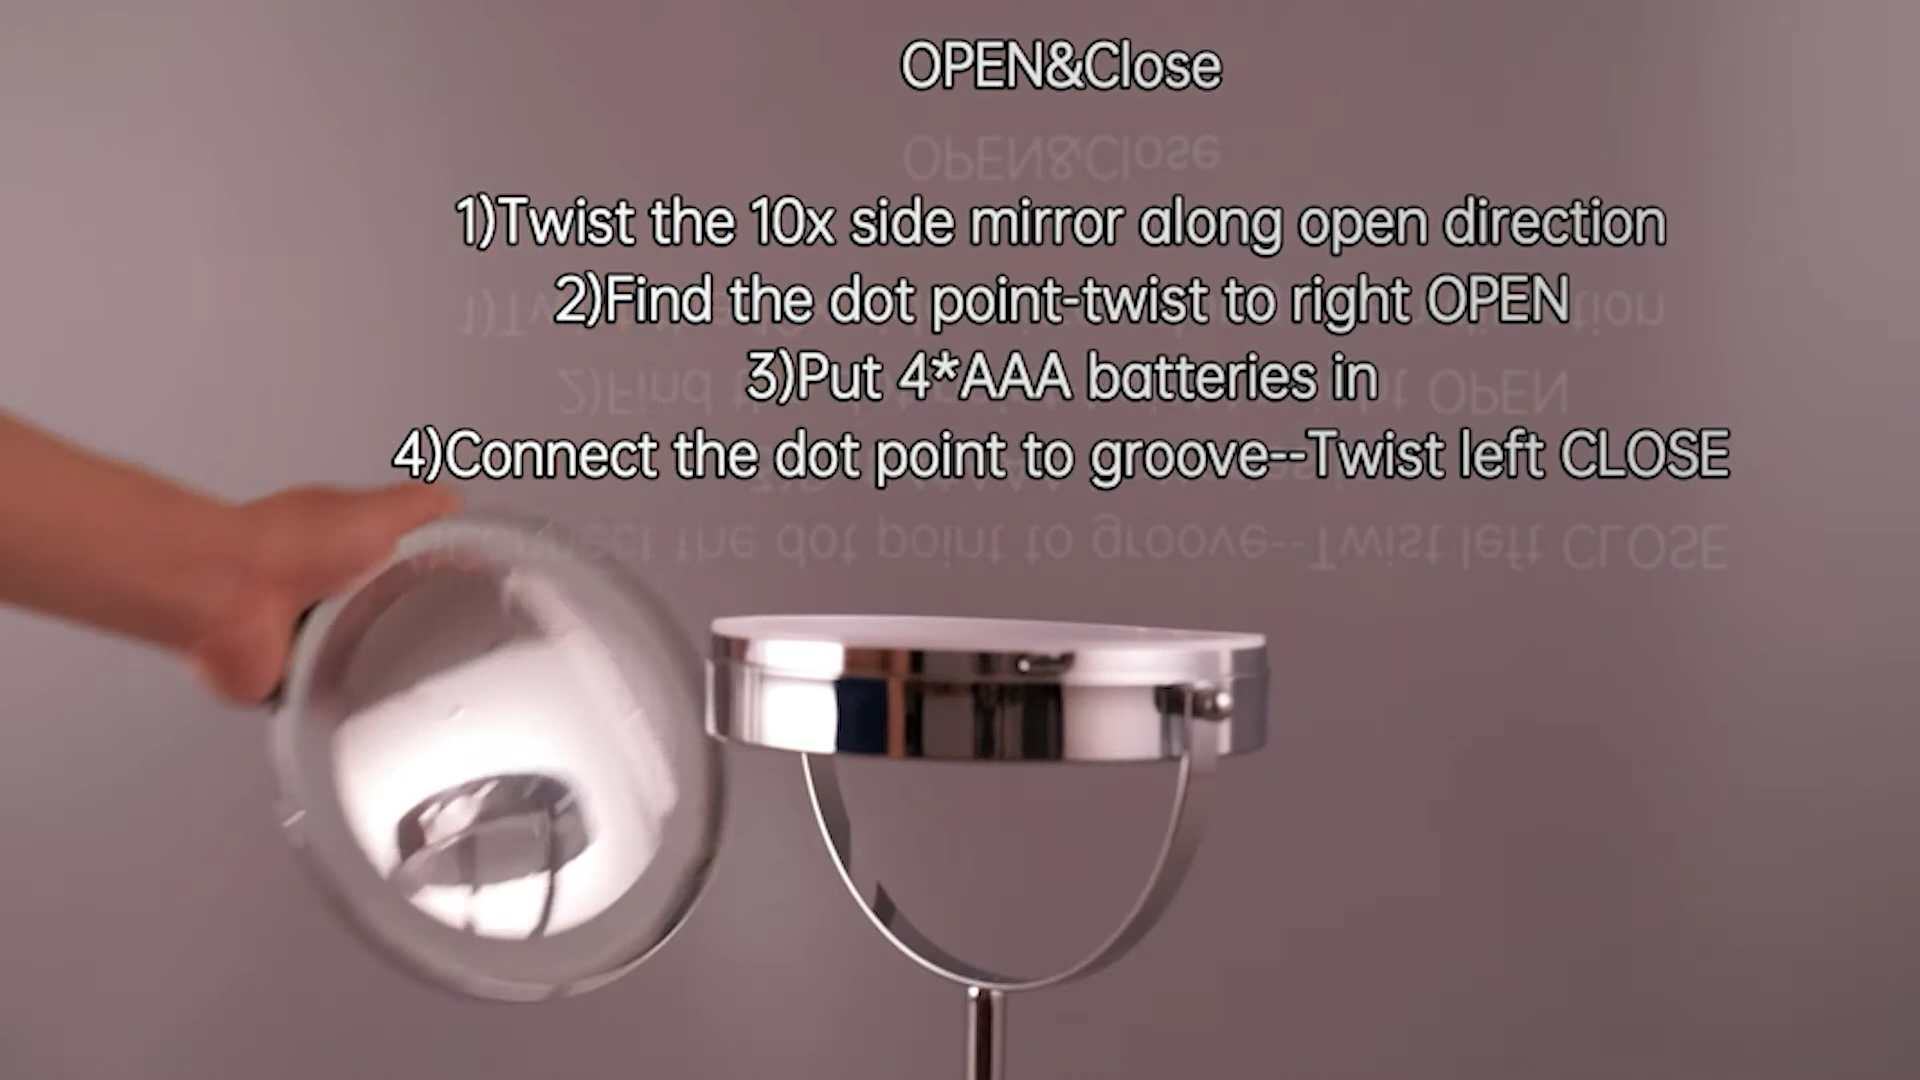 OPEN&Close
1)Twist the 10x side mirror along open direction
2)Find the dot point-twist to right OPEN
3)Put 4*AAA batteries in
4)Connect the dot point to groove--Twist left CLOSE